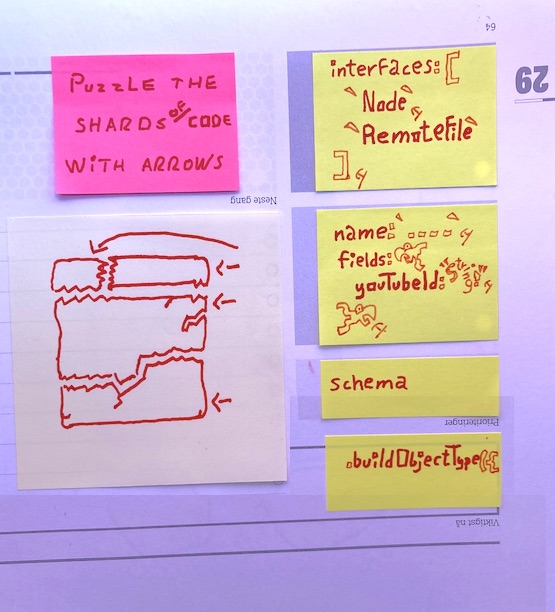 64
29
PUZZLE THE
SHARDS OF CODE
WITH ARROWS
Neste gang
interfaces: [
`Node`,
`RemoteFile`
],
name: `----`,
fields: {
youTubeId: "String!",
},
schema
Prioriteringer
.buildObjectType({
Viktigst nå